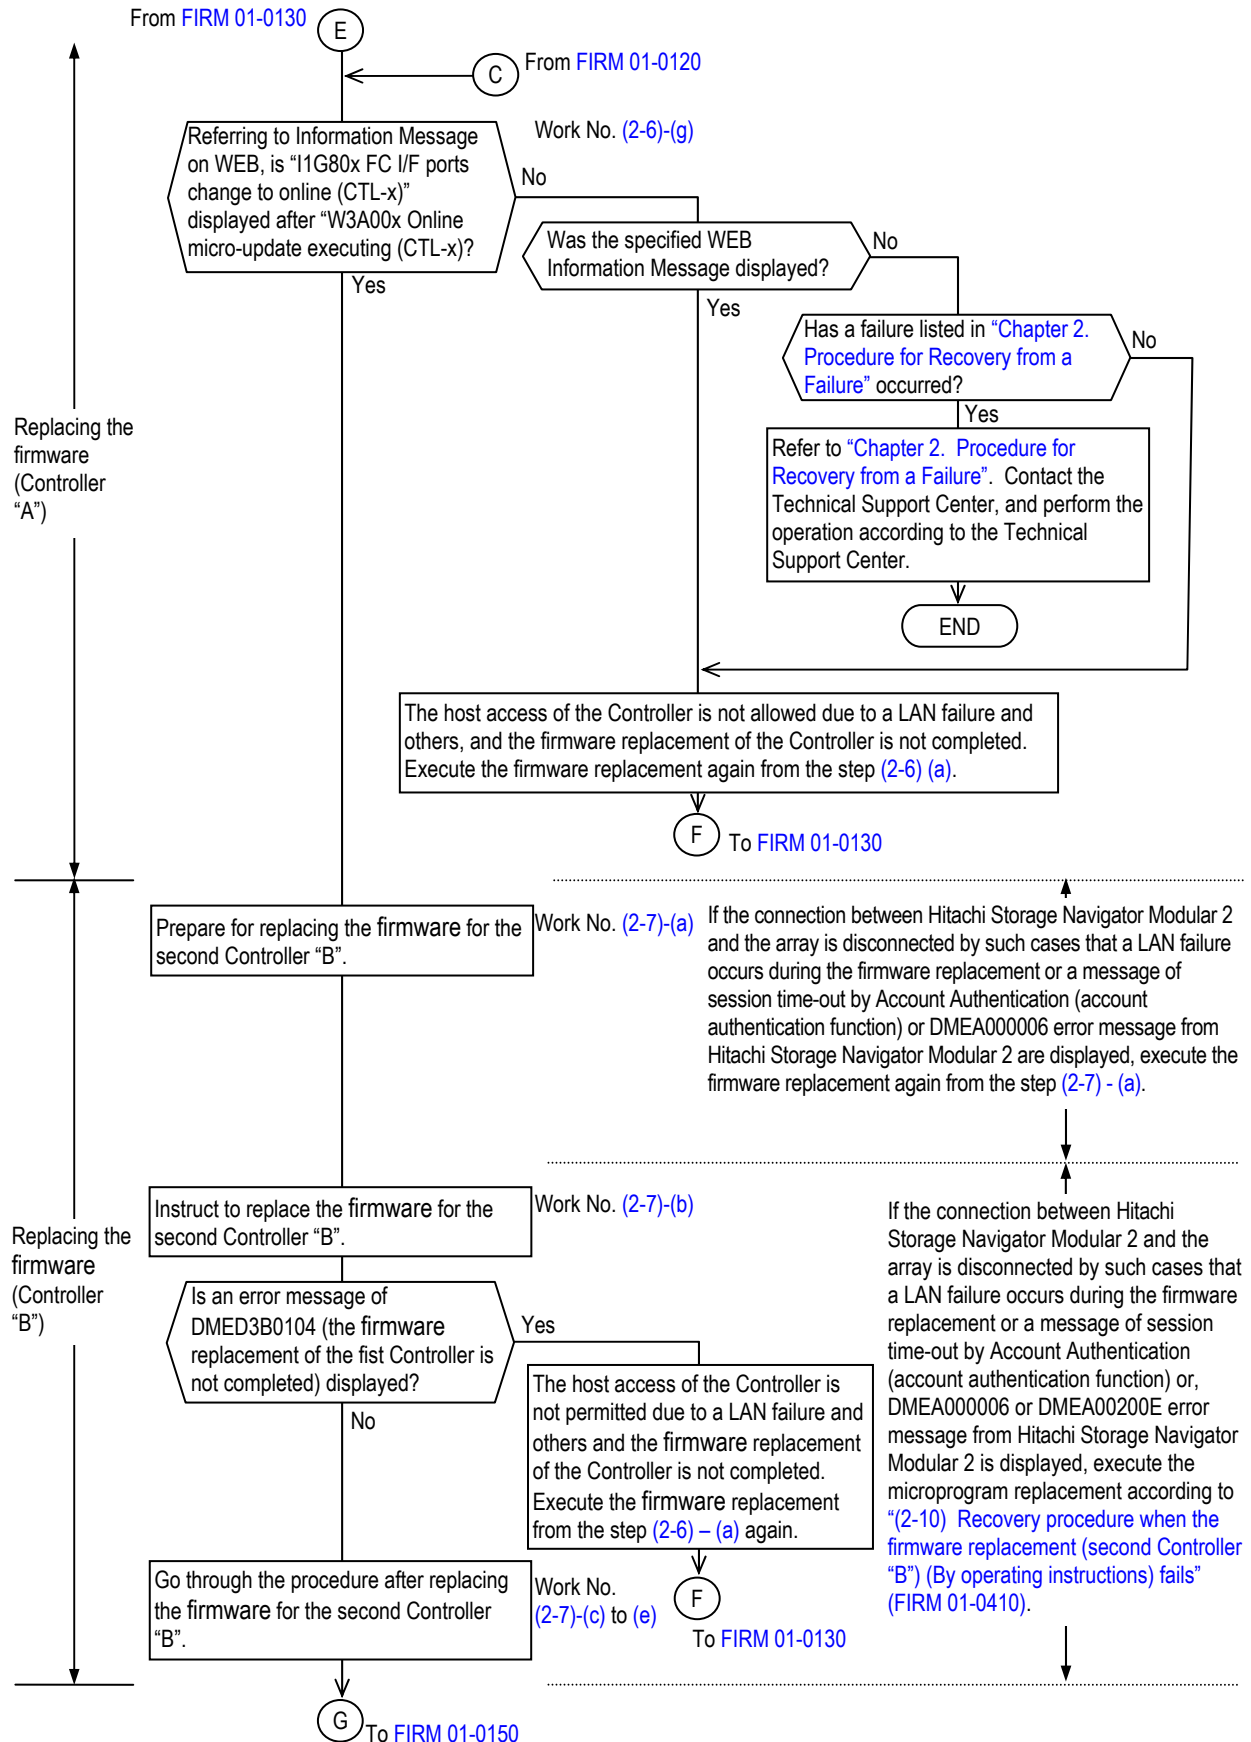 From FIRM 01-0130
E
C
From FIRM 01-0120
Referring to Information Message
on WEB, is “I1G80x FC I/F ports
change to online (CTL-x)”
displayed after “W3A00x Online
micro-update executing (CTL-x)?
Work No. (2-6)-(g)
No
Yes
Was the specified WEB
Information Message displayed?
No
Yes
Has a failure listed in “Chapter 2.
Procedure for Recovery from a
Failure” occurred?
No
Yes
Refer to “Chapter 2.  Procedure for
Recovery from a Failure”.  Contact the
Technical Support Center, and perform the
operation according to the Technical
Support Center.
END
Replacing the
firmware
(Controller
“A”)
The host access of the Controller is not allowed due to a LAN failure and
others, and the firmware replacement of the Controller is not completed.
Execute the firmware replacement again from the step (2-6) (a).
F
To FIRM 01-0130
Prepare for replacing the firmware for the
second Controller “B”.
Work No. (2-7)-(a)
If the connection between Hitachi Storage Navigator Modular 2
and the array is disconnected by such cases that a LAN failure
occurs during the firmware replacement or a message of
session time-out by Account Authentication (account
authentication function) or DMEA000006 error message from
Hitachi Storage Navigator Modular 2 are displayed, execute the
firmware replacement again from the step (2-7) - (a).
Instruct to replace the firmware for the
second Controller “B”.
Work No. (2-7)-(b)
Replacing the
firmware
(Controller
“B”)
Is an error message of
DMED3B0104 (the firmware
replacement of the fist Controller is
not completed) displayed?
Yes
No
The host access of the Controller is
not permitted due to a LAN failure and
others and the firmware replacement
of the Controller is not completed.
Execute the firmware replacement
from the step (2-6) – (a) again.
F
To FIRM 01-0130
If the connection between Hitachi
Storage Navigator Modular 2 and the
array is disconnected by such cases that
a LAN failure occurs during the firmware
replacement or a message of session
time-out by Account Authentication
(account authentication function) or,
DMEA000006 or DMEA00200E error
message from Hitachi Storage Navigator
Modular 2 is displayed, execute the
microprogram replacement according to
“(2-10)  Recovery procedure when the
firmware replacement (second Controller
“B”) (By operating instructions) fails”
(FIRM 01-0410).
Go through the procedure after replacing
the firmware for the second Controller
“B”.
Work No.
(2-7)-(c) to (e)
G
To FIRM 01-0150